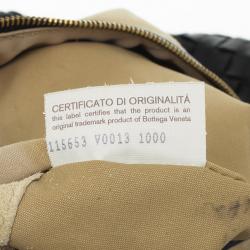 CERTIFICATO DI ORIGINALITÁ
this label certifies that the product is an
original trademark product of Bottega Veneta
115653 V0013 1000